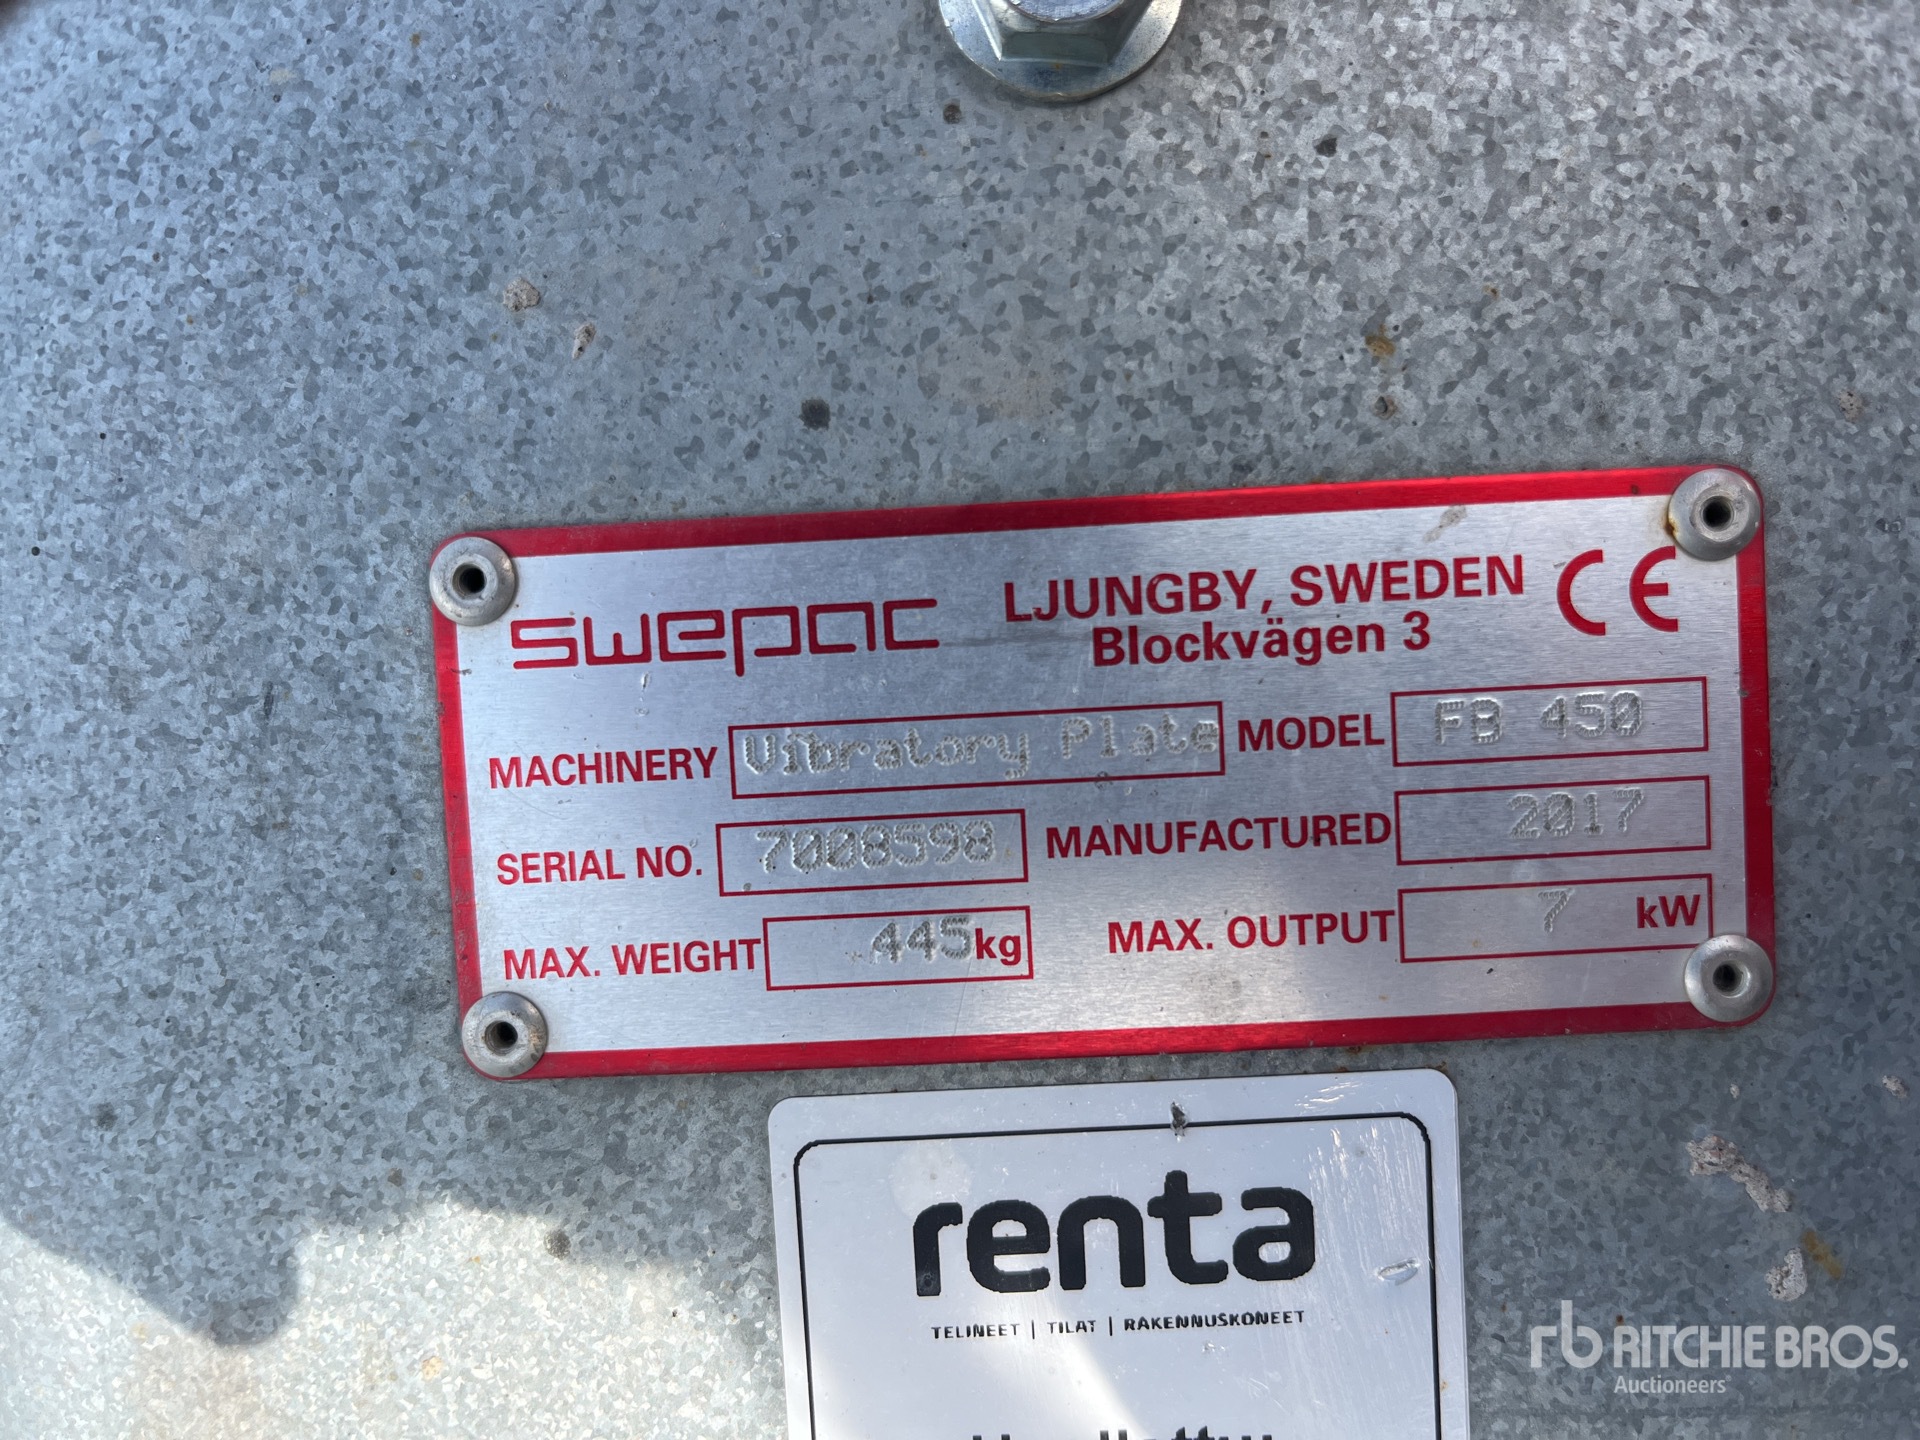 swepac
LJUNGBY, SWEDEN
Blockvägen 3
CE
MACHINERY Vibratory Plate MODEL FB 450
SERIAL NO. 7008598 MANUFACTURED 2017
MAX. WEIGHT 445kg MAX. OUTPUT 7 kW
renta
TELINEET | TILAT | RAKENNUSKONEET
rb RITCHIE BROS.
Auctioneers